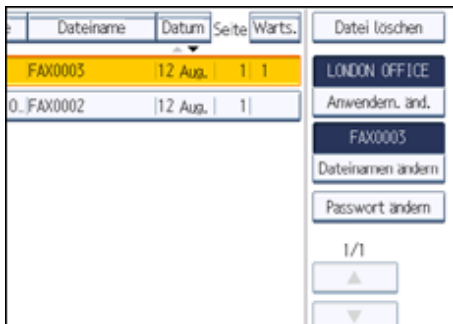 Dateiname Datum Seite Warts. Datei löschen
FAX0003 12 Aug. 1 1 LONDON OFFICE
Anwendern. änd.
0.. FAX0002 12 Aug. 1
FAX0003
Dateinamen ändern
Passwort ändern
1/1